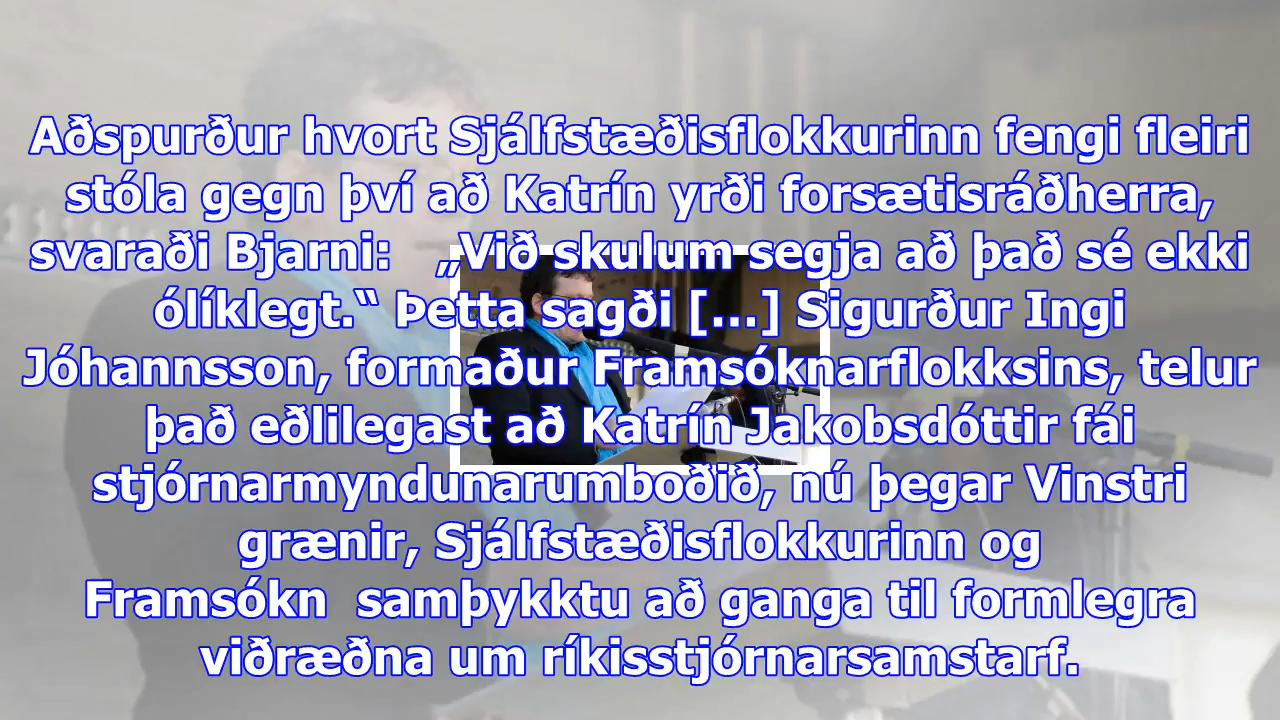 Aðspurður hvort Sjálfstæðisflokkurinn fengi fleiri
stóla gegn því að Katrín yrði forsætisráðherra,
svaraði Bjarni:   „Við skulum segja að það sé ekki
ólíklegt.“ Þetta sagði [...] Sigurður Ingi
Jóhannsson, formaður Framsóknarflokksins, telur
það eðlilegast að Katrín Jakobsdóttir fái
stjórnarmyndunarumboðið, nú þegar Vinstri
grænir, Sjálfstæðisflokkurinn og
Framsókn  samþykktu að ganga til formlegra
viðræðna um ríkisstjórnarsamstarf.